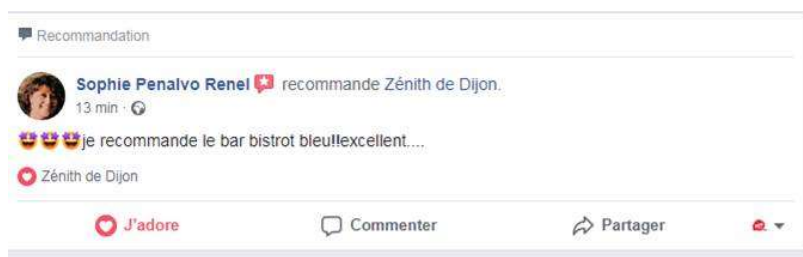 Recommandation
Sophie Penalvo Renel recommande Zénith de Dijon.
13 min ·
🤩🤩🤩je recommande le bar bistrot bleu!!excellent....
Zénith de Dijon
J'adore Commenter Partager